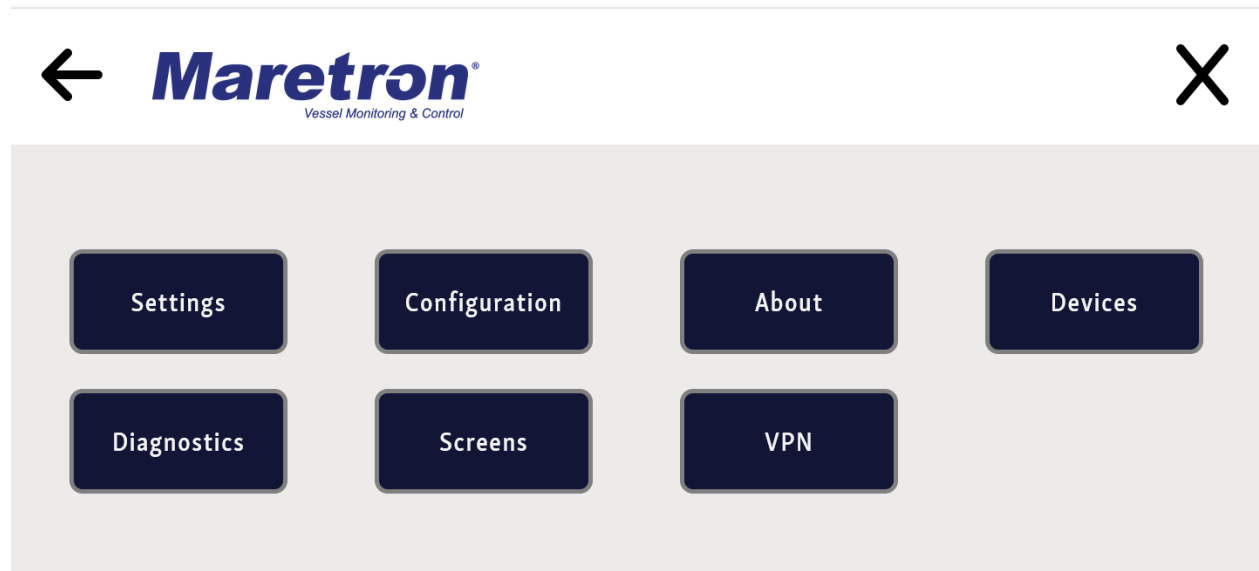 Maretron®
Vessel Monitoring & Control
Settings
Configuration
About
Devices
Diagnostics
Screens
VPN